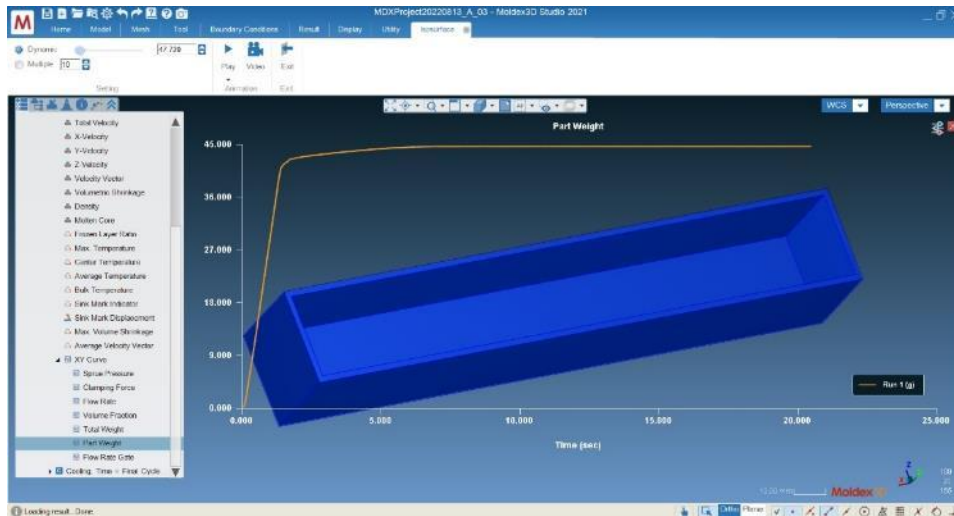 MDXProject20220813_A_03 - Moldex3D Studio 2021
M
Home Model Mesh Tool Boundary Conditions Result Display Utility Isosurface
Dynamic 47.720
Multiple 10
Play Video Exit
Setting Animation Exit
WCS Perspective
Total Velocity
X-Velocity
Y-Velocity
Z-Velocity
Velocity Vector
Volumetric Shrinkage
Density
Molten Core
Frozen Layer Ratio
Max. Temperature
Center Temperature
Average Temperature
Bulk Temperature
Sink Mark Indicator
Sink Mark Displacement
Max. Volume Shrinkage
Average Velocity Vector
XY Curve
Sprue Pressure
Clamping Force
Flow Rate
Volume Fraction
Total Weight
Part Weight
Flow Rate Gate
Cooling: Time = Final Cycle
Part Weight
45.000
36.000
27.000
18.000
9.000
0.000
0.000 5.000 10.000 15.000 20.000 25.000
Time (sec)
Run 1 (g)
Moldex3D
Loading result...Done.
Ortho Planar